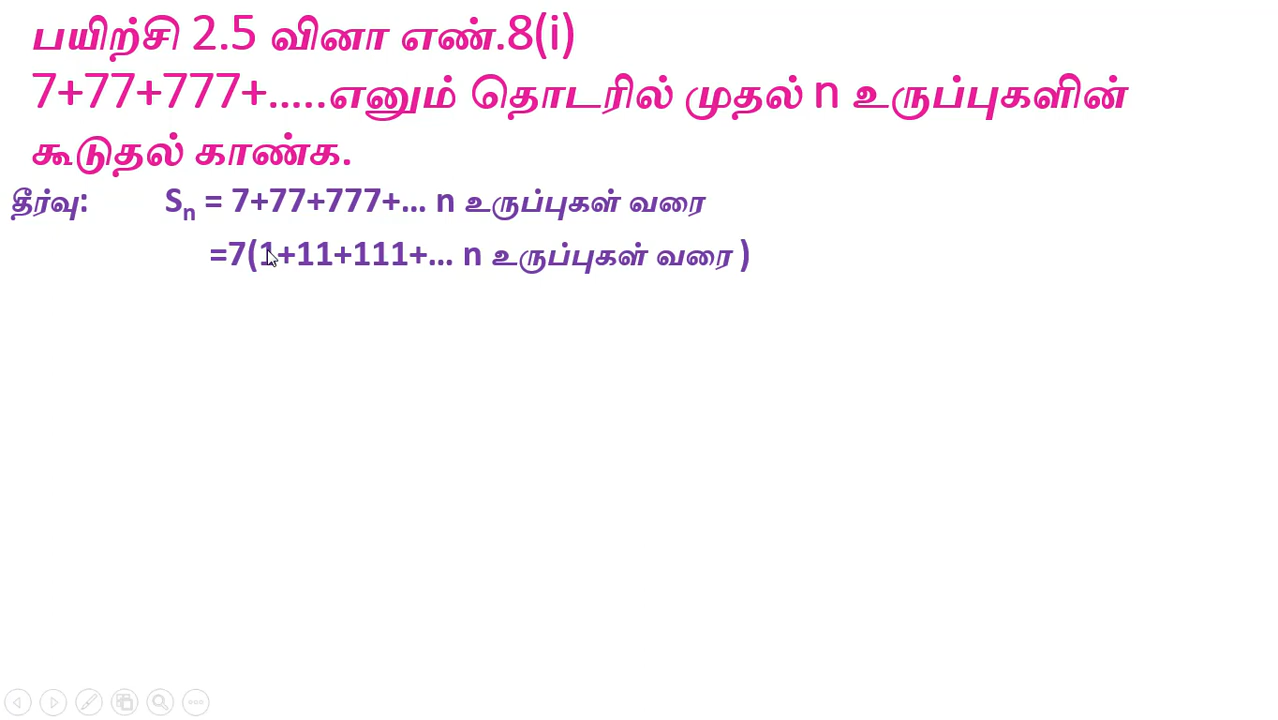 பயிற்சி 2.5 வினா எண்.8(i)
7+77+777+.....எனும் தொடரில் முதல் n உருப்புகளின்
கூடுதல் காண்க.
தீர்வு: Sn = 7+77+777+... n உருப்புகள் வரை
=7(1+11+111+... n உருப்புகள் வரை )